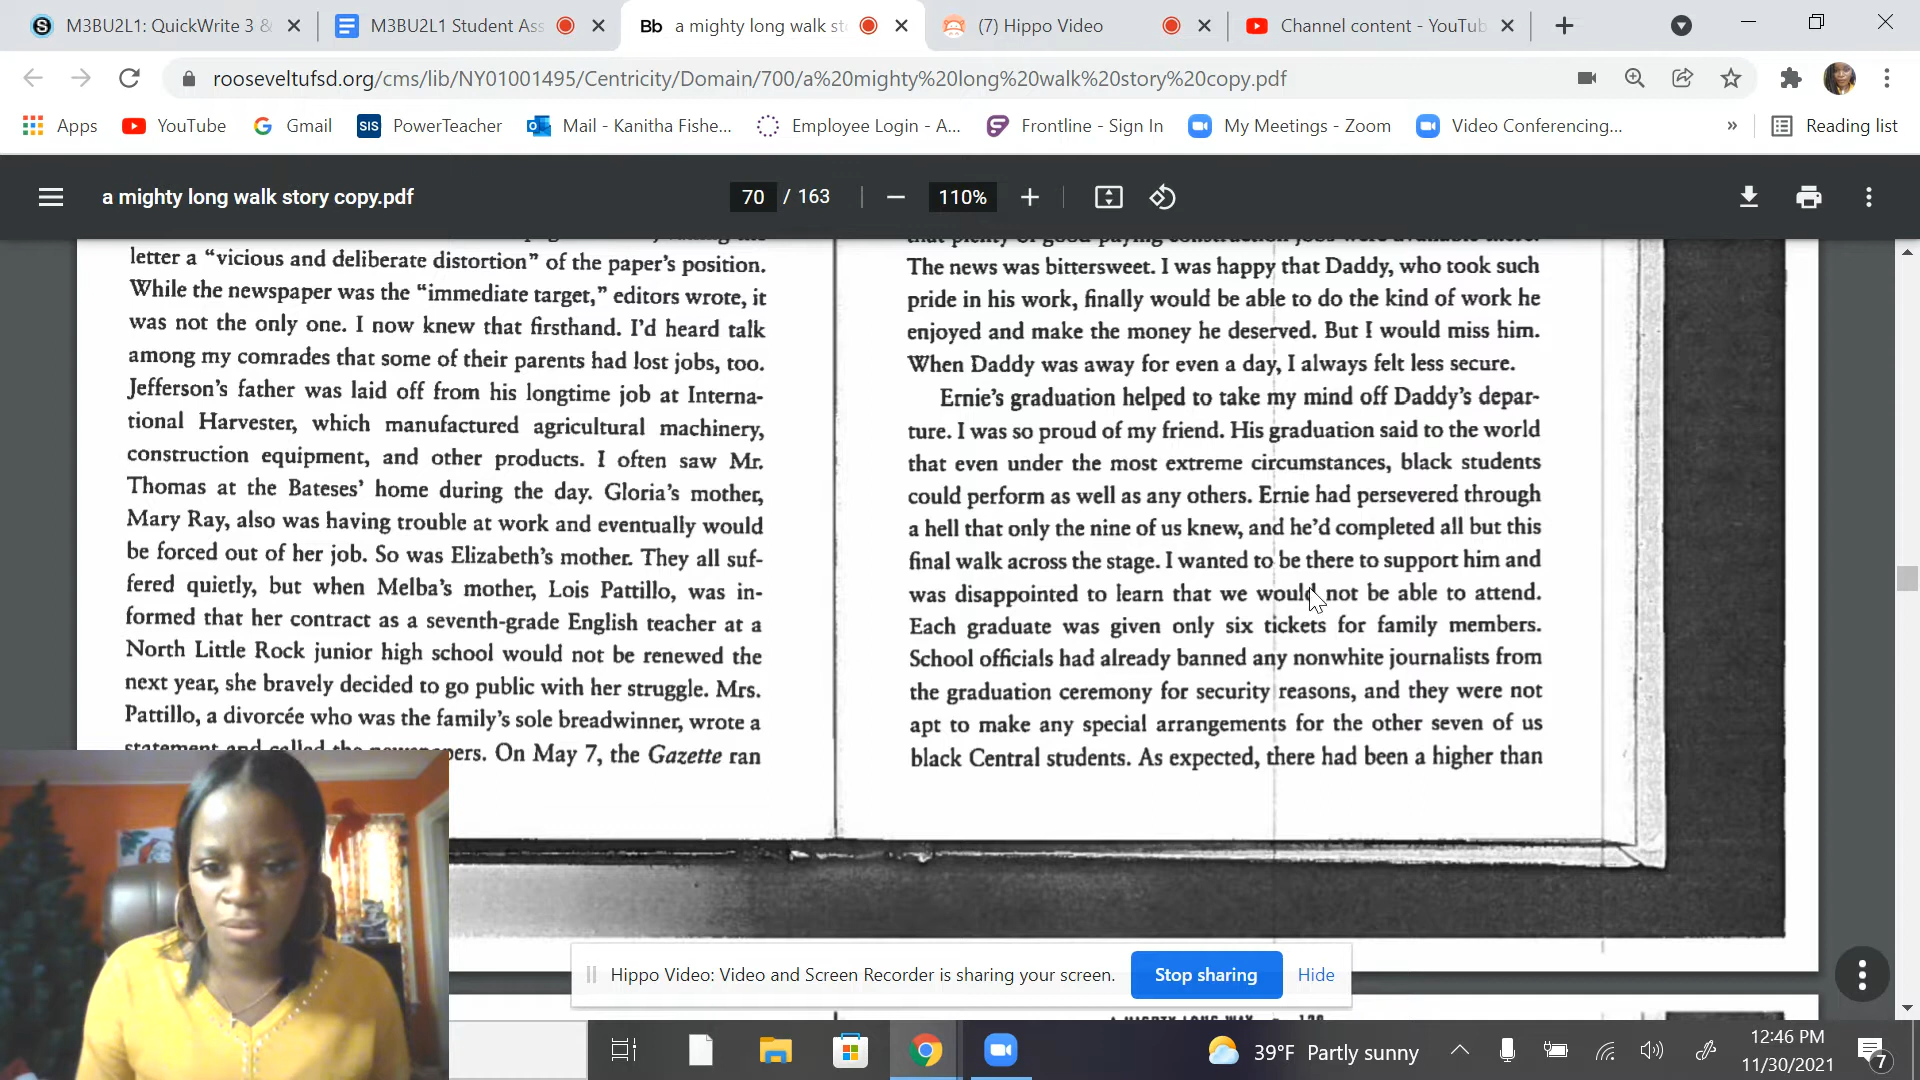 M3BU2L1: QuickWrite 3 &
M3BU2L1 Student Ass
Bb a mighty long walk st
(7) Hippo Video
Channel content - YouTub
rooseveltufsd.org/cms/lib/NY01001495/Centricity/Domain/700/a%20mighty%20long%20walk%20story%20copy.pdf
Apps
YouTube
Gmail
SIS PowerTeacher
Mail - Kanitha Fishe...
Employee Login - A...
Frontline - Sign In
My Meetings - Zoom
Video Conferencing...
»
Reading list
a mighty long walk story copy.pdf
70 / 163
110%
letter a “vicious and deliberate distortion” of the paper’s position.
While the newspaper was the “immediate target,” editors wrote, it
was not the only one. I now knew that firsthand. I’d heard talk
among my comrades that some of their parents had lost jobs, too.
Jefferson’s father was laid off from his longtime job at Interna-
tional Harvester, which manufactured agricultural machinery,
construction equipment, and other products. I often saw Mr.
Thomas at the Bateses’ home during the day. Gloria’s mother,
Mary Ray, also was having trouble at work and eventually would
be forced out of her job. So was Elizabeth’s mother. They all suf-
fered quietly, but when Melba’s mother, Lois Pattillo, was in-
formed that her contract as a seventh-grade English teacher at a
North Little Rock junior high school would not be renewed the
next year, she bravely decided to go public with her struggle. Mrs.
Pattillo, a divorcée who was the family’s sole breadwinner, wrote a
statement and called the newspapers. On May 7, the Gazette ran
that plenty of good-paying construction jobs were available there.
The news was bittersweet. I was happy that Daddy, who took such
pride in his work, finally would be able to do the kind of work he
enjoyed and make the money he deserved. But I would miss him.
When Daddy was away for even a day, I always felt less secure.
Ernie’s graduation helped to take my mind off Daddy’s depar-
ture. I was so proud of my friend. His graduation said to the world
that even under the most extreme circumstances, black students
could perform as well as any others. Ernie had persevered through
a hell that only the nine of us knew, and he’d completed all but this
final walk across the stage. I wanted to be there to support him and
was disappointed to learn that we would not be able to attend.
Each graduate was given only six tickets for family members.
School officials had already banned any nonwhite journalists from
the graduation ceremony for security reasons, and they were not
apt to make any special arrangements for the other seven of us
black Central students. As expected, there had been a higher than
Hippo Video: Video and Screen Recorder is sharing your screen.
Stop sharing
Hide
39°F Partly sunny
12:46 PM
11/30/2021
7